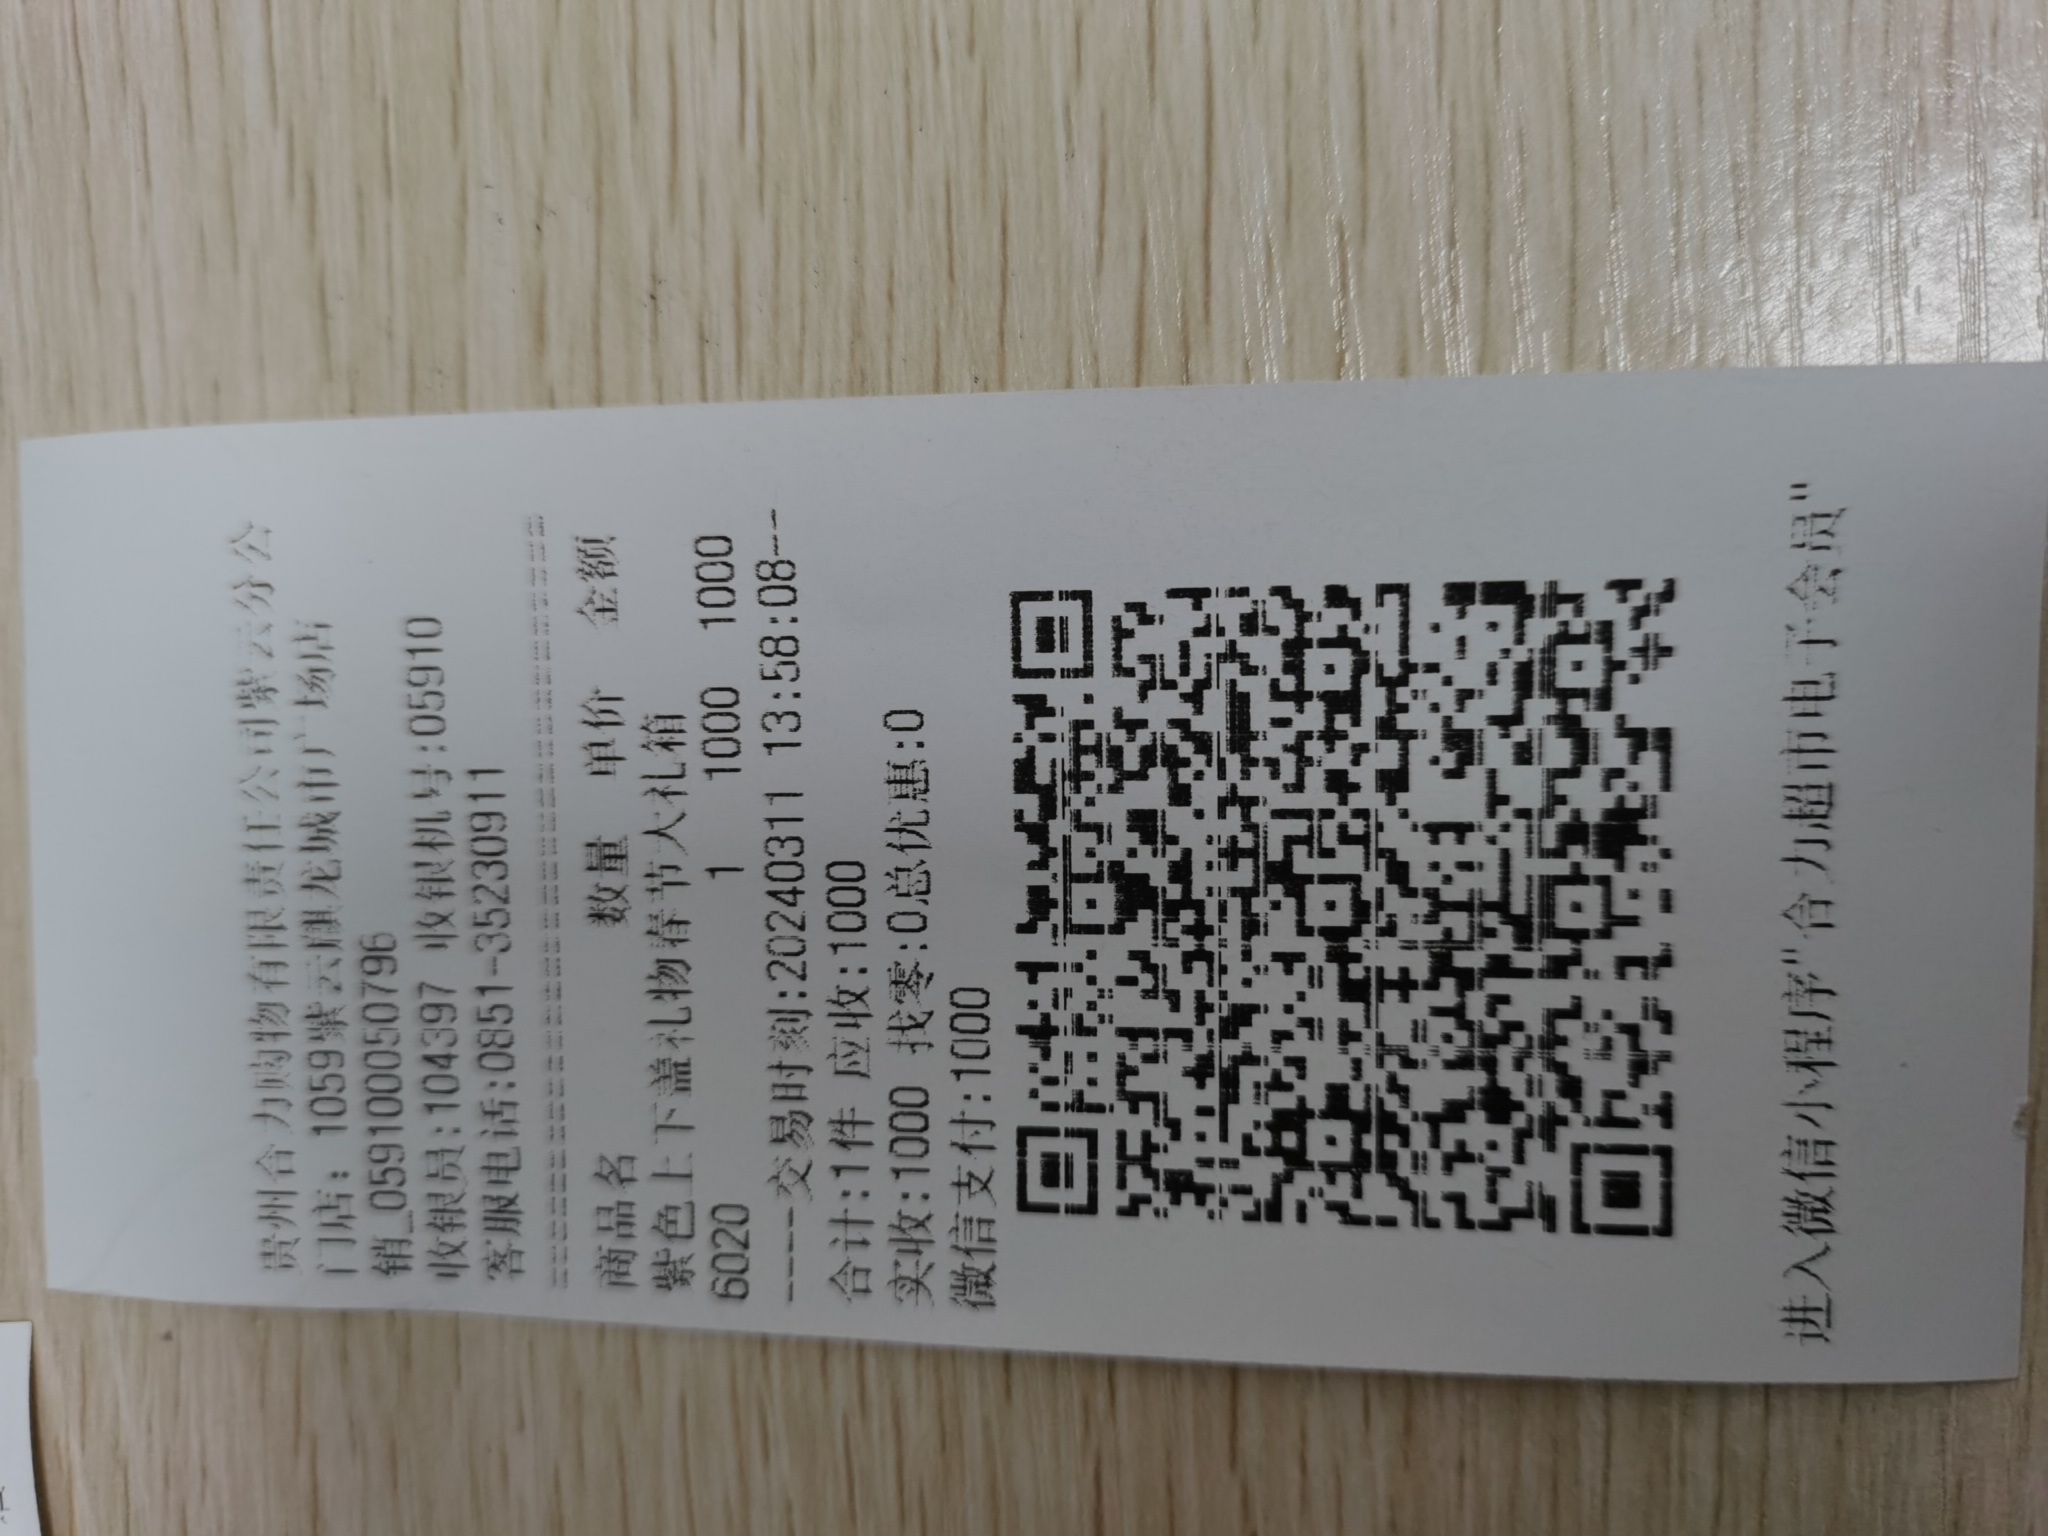 贵州合力购物有限责任公司紫云分公
门店: 1059紫云麒龙城市广场店
销_0591000507​96
收银员:104397 收银机号:05910
客服电话:0851-35230911
商品名 数量 单价 金额
紫色上下盖礼物春节大礼箱
6020 1 1000 1000
----交易时刻:20240311 13:58:08--
合计:1件 应收:1000
实收:1000 找零:0总优惠:0
微信支付:1000
进入微信小程序"合力超市电子会员"